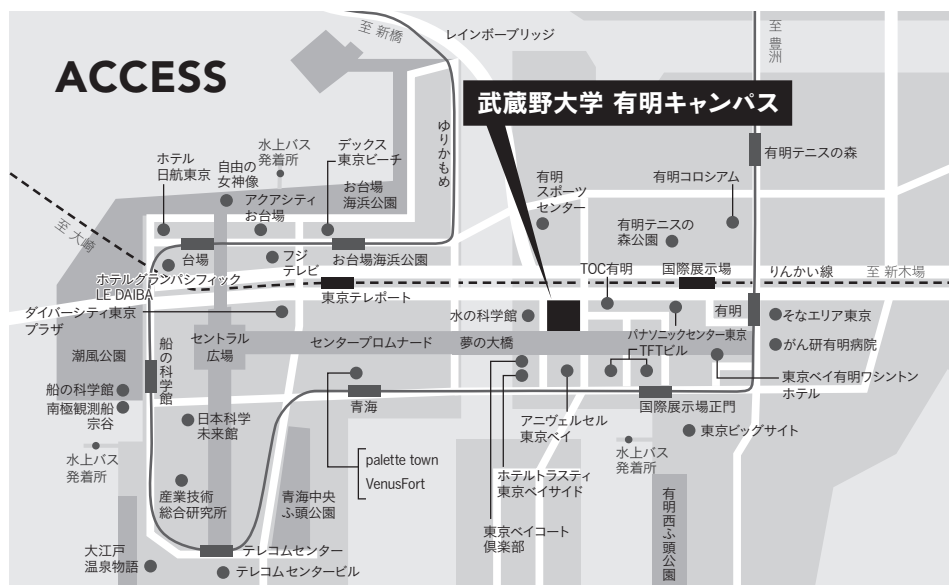 ACCESS
至 新橋
レインボーブリッジ
至 豊洲
武蔵野大学 有明キャンパス
ゆりかもめ
水上バス
発着所
デックス
東京ビーチ
ホテル
日航東京
自由の
女神像
アクアシティ
お台場
お台場
海浜公園
有明テニスの森
有明
スポーツ
センター
有明コロシアム
有明テニスの
森公園
至 大崎
台場
フジ
テレビ
お台場海浜公園
TOC有明
国際展示場
りんかい線
至 新木場
ホテルグランパシフィック
LE DAIBA
東京テレポート
ダイバーシティ東京
プラザ
水の科学館
有明
そなエリア東京
パナソニックセンター東京
TFTビル
セントラル
広場
センタープロムナード
夢の大橋
がん研有明病院
潮風公園
船の科学館
船の科学館
南極観測船
宗谷
青海
国際展示場正門
東京ベイ有明ワシントン
ホテル
日本科学
未来館
アニヴェルセル
東京ベイ
東京ビッグサイト
水上バス
発着所
水上バス
発着所
palette town
VenusFort
ホテルトラスティ
東京ベイサイド
産業技術
総合研究所
青海中央
ふ頭公園
有明西ふ頭公園
東京ベイコート
倶楽部
大江戸
温泉物語
テレコムセンター
テレコムセンタービル